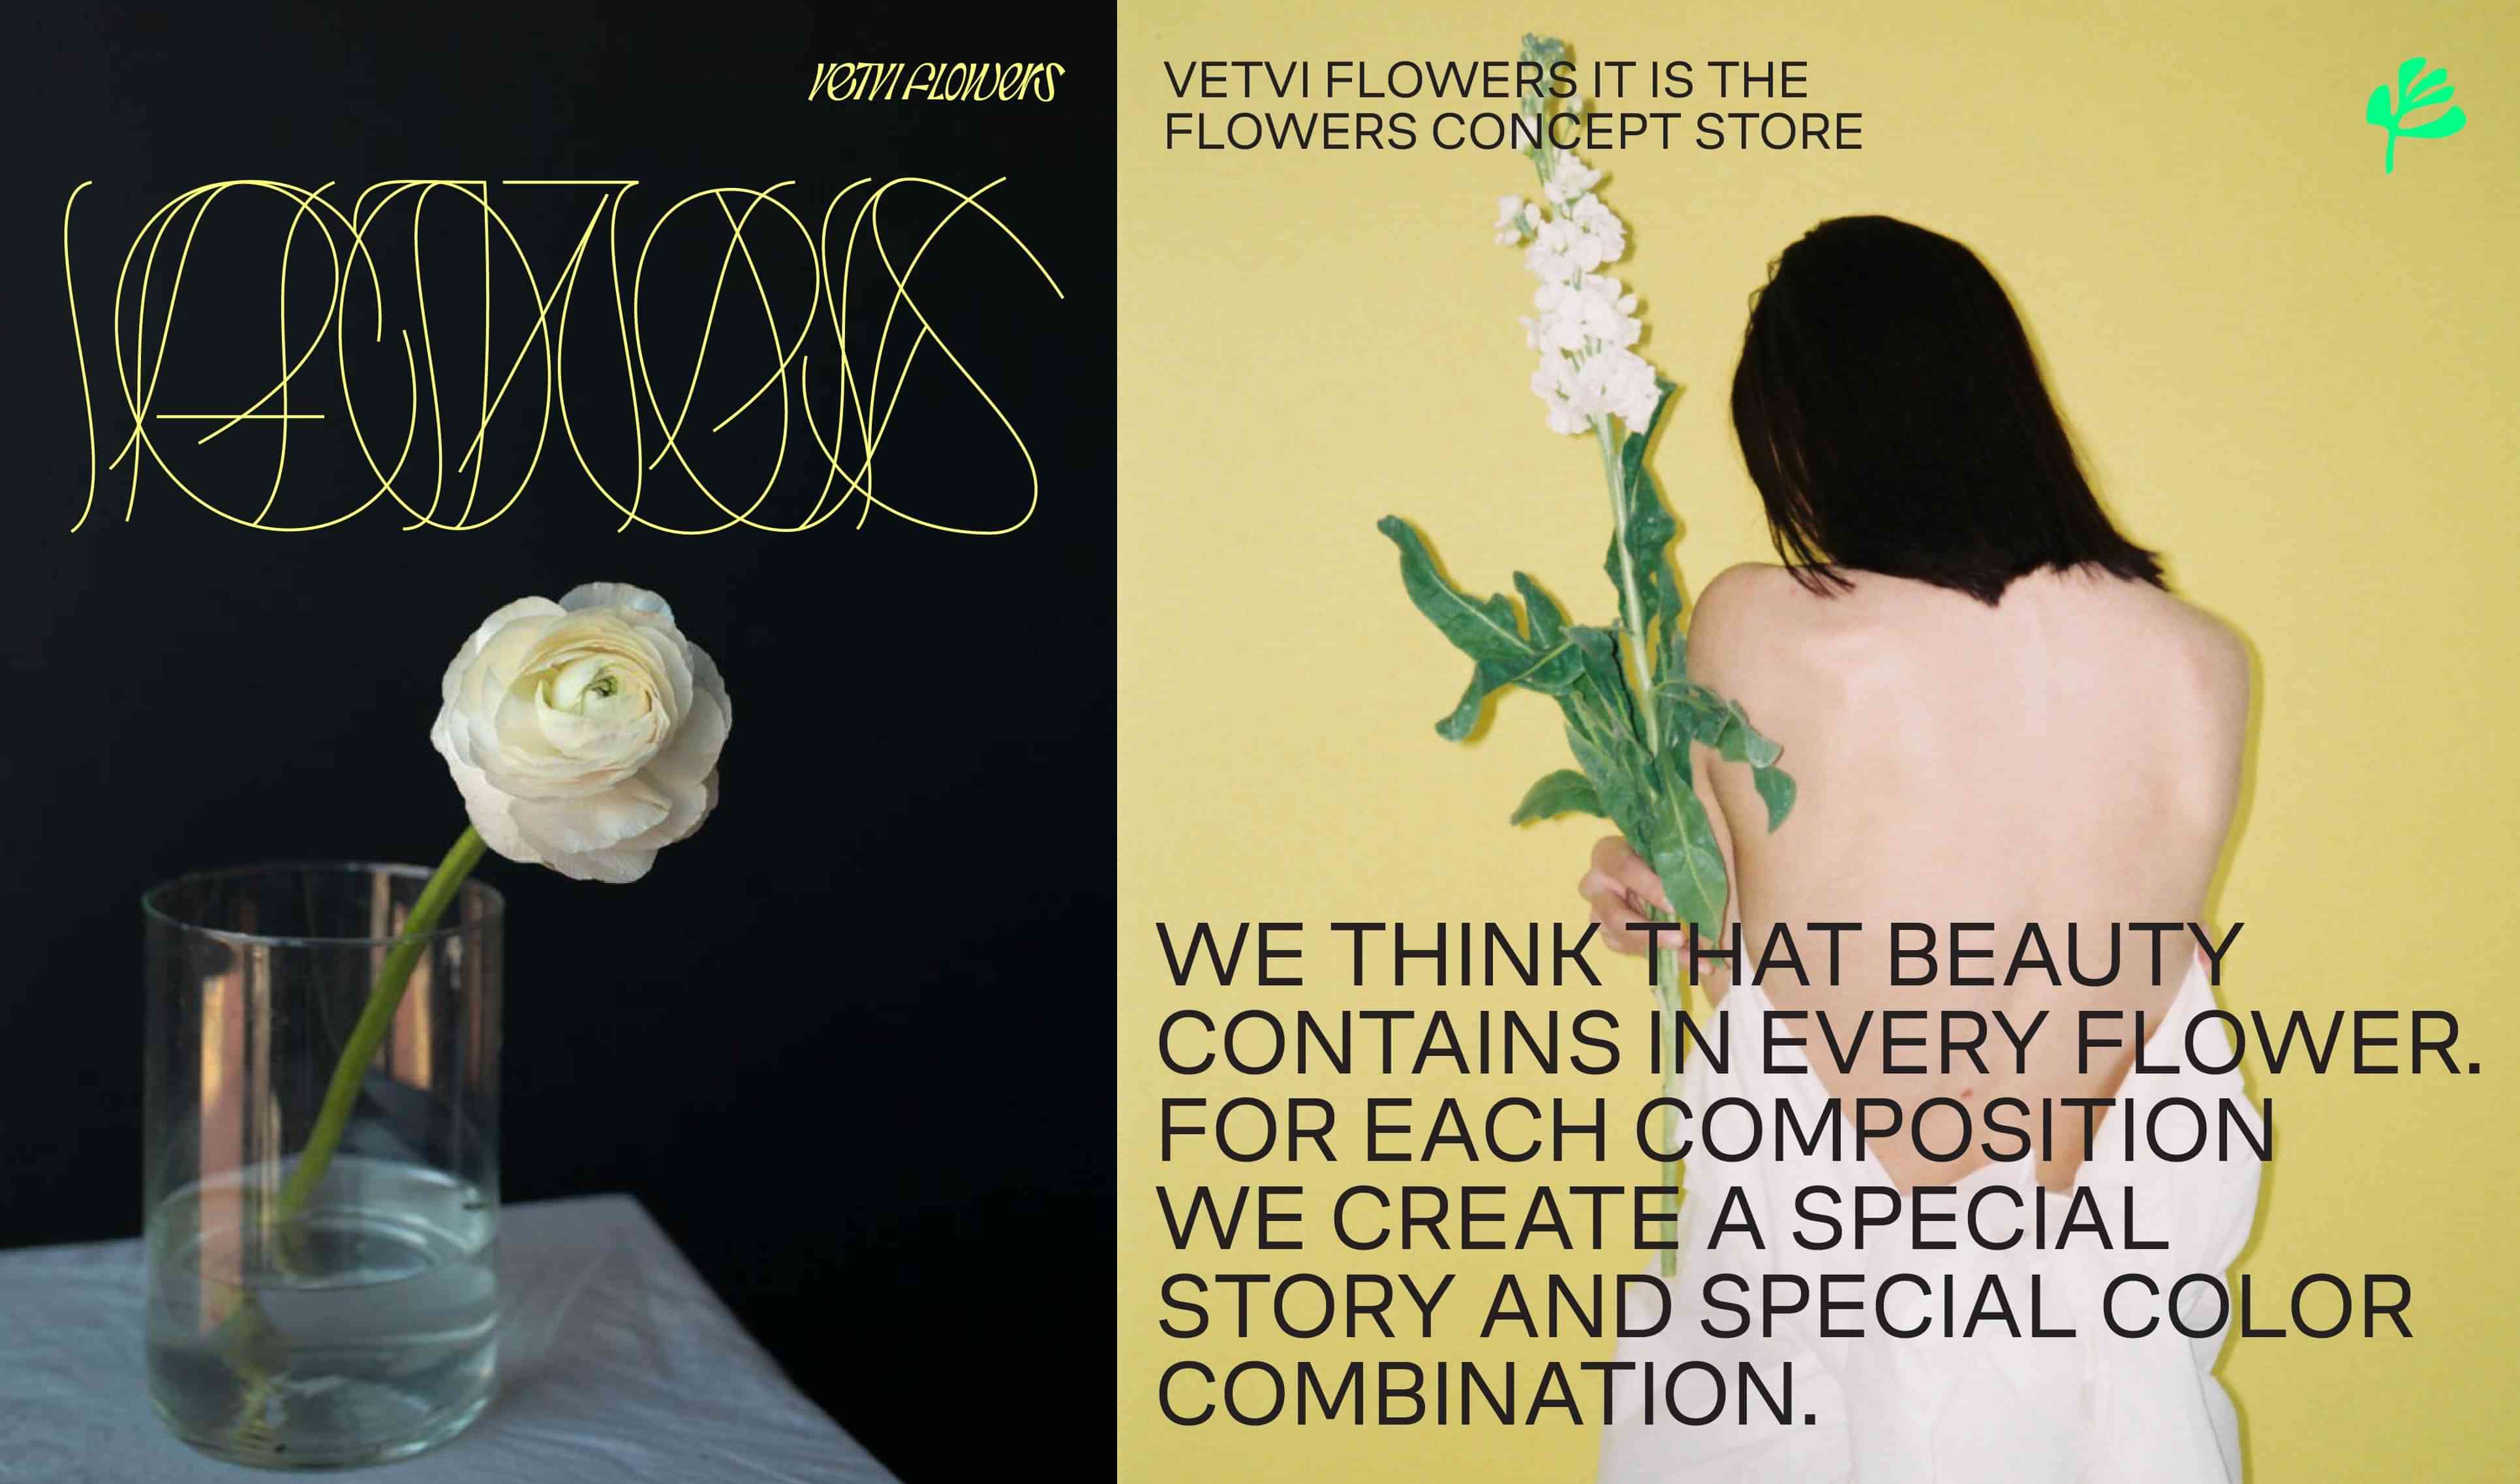 VETVI FLOWERS
VETVI FLOWERS IT IS THE
FLOWERS CONCEPT STORE
WE THINK THAT BEAUTY
CONTAINS IN EVERY FLOWER.
FOR EACH COMPOSITION
WE CREATE A SPECIAL
STORY AND SPECIAL COLOR
COMBINATION.